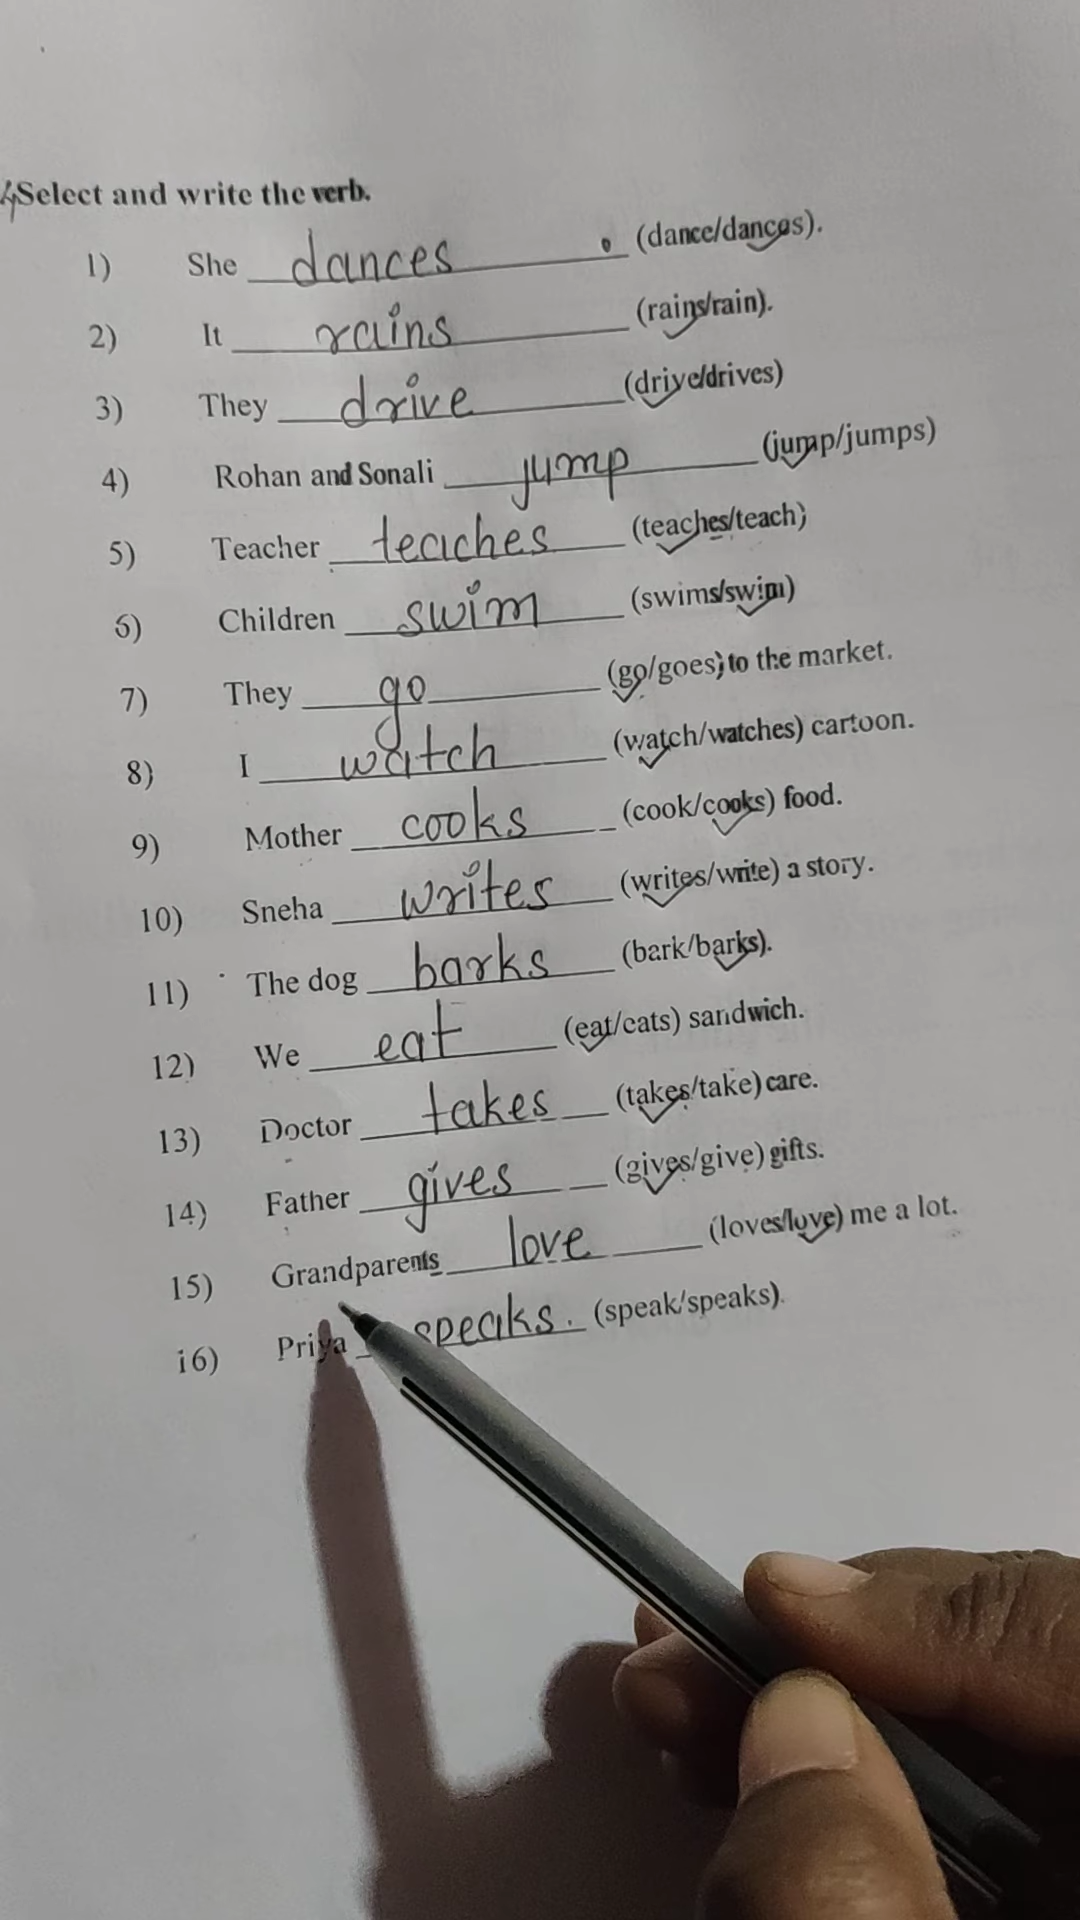 4 Select and write the verb.
1) She dances . (dance/dances).
2) It rains (rains/rain).
3) They drive (drive/drives)
4) Rohan and Sonali jump (jump/jumps)
5) Teacher teaches (teaches/teach)
6) Children swim (swims/swim)
7) They go (go/goes) to the market.
8) I watch (watch/watches) cartoon.
9) Mother cooks (cook/cooks) food.
10) Sneha writes (writes/write) a story.
11) The dog barks (bark/barks).
12) We eat (eat/eats) sandwich.
13) Doctor takes (takes/take) care.
14) Father gives (gives/give) gifts.
15) Grandparents love (loves/love) me a lot.
16) Priya speaks. (speak/speaks).